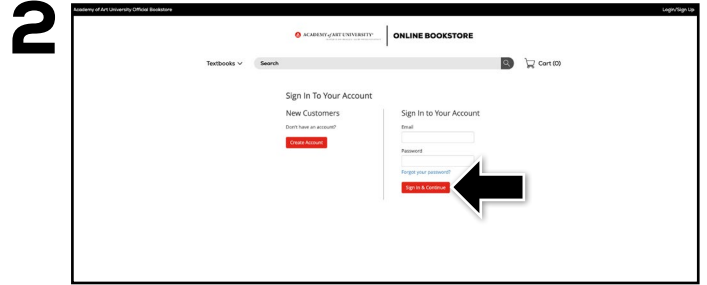 2
Academy of Art University Official Bookstore
Login/Sign Up
ACADEMY of ART UNIVERSITY
ONLINE BOOKSTORE
Textbooks
Search
Cart (0)
Sign In To Your Account
New Customers
Don't have an account?
Create Account
Sign In to Your Account
Email
Password
Forgot your password?
Sign In & Continue